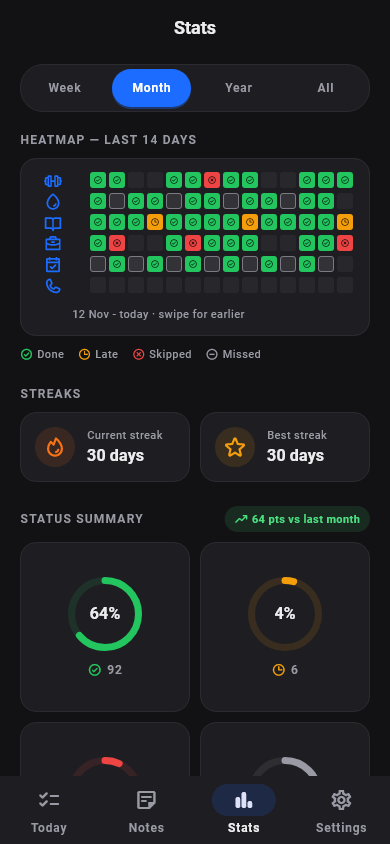 Stats
Week Month Year All
HEATMAP — LAST 14 DAYS
12 Nov - today · swipe for earlier
Done Late Skipped Missed
STREAKS
Current streak
30 days
Best streak
30 days
STATUS SUMMARY
64 pts vs last month
64%
92
4%
6
Today Notes Stats Settings